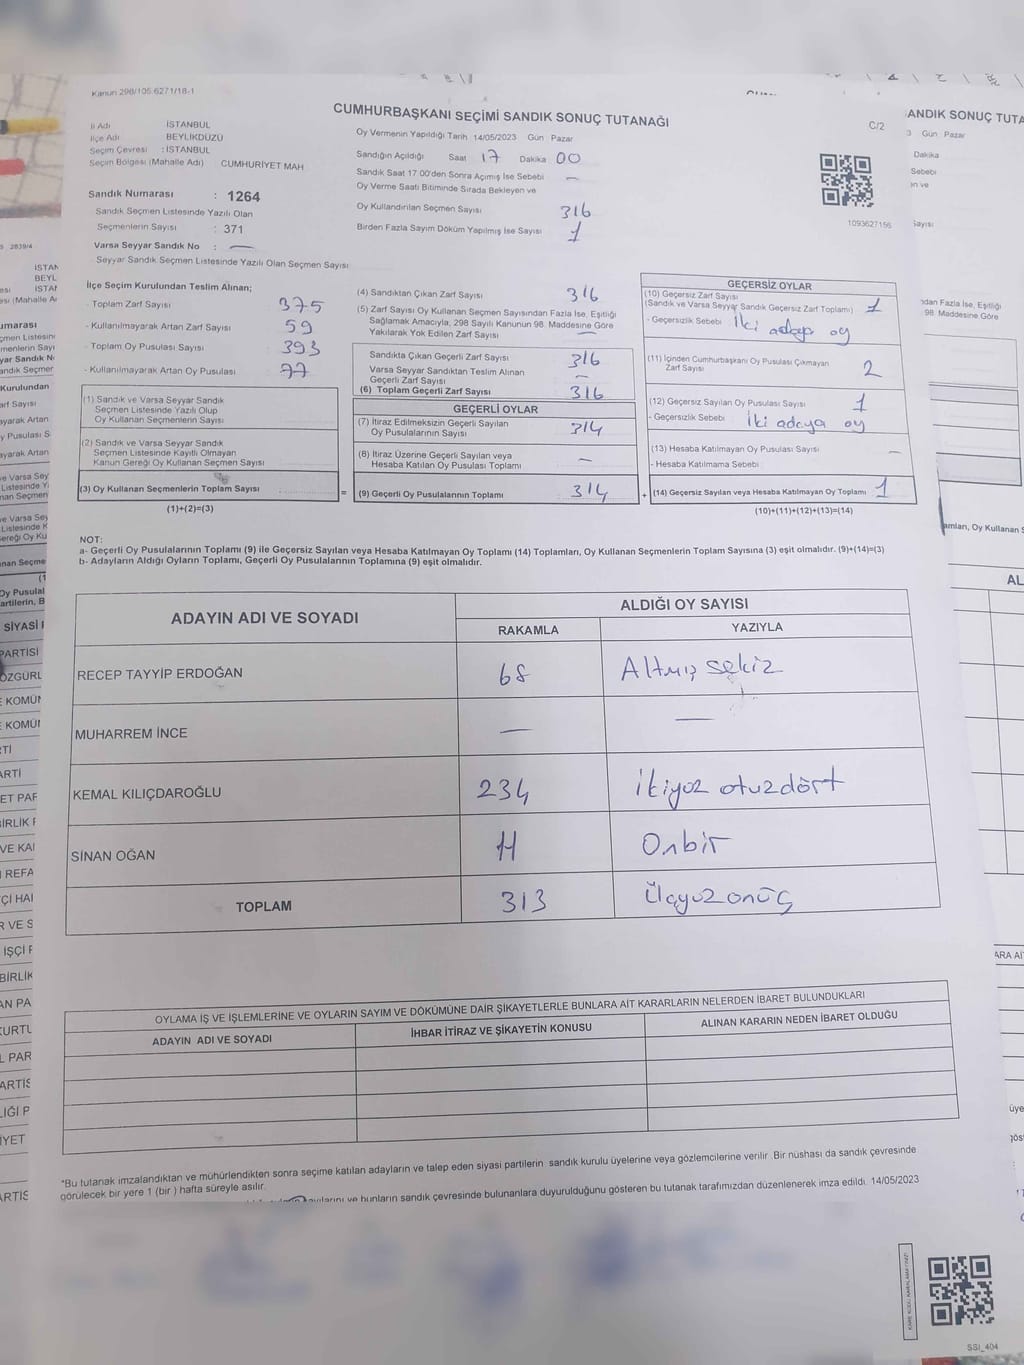 Kanun 298/105.6271/18-1
CUMHURBAŞKANI SEÇİMİ SANDIK SONUÇ TUTANAĞI
C/2
İl Adı İSTANBUL
İlçe Adı BEYLİKDÜZÜ
Seçim Çevresi : İSTANBUL
Seçim Bölgesi (Mahalle Adı) CUMHURİYET MAH
Sandık Numarası : 1264
Sandık Seçmen Listesinde Yazılı Olan
Seçmenlerin Sayısı : 371
Varsa Seyyar Sandık No : —
Seyyar Sandık Seçmen Listesinde Yazılı Olan Seçmen Sayısı
Oy Vermenin Yapıldığı Tarih 14/05/2023 Gün Pazar
Sandığın Açıldığı Saat 17 Dakika 00
Sandık Saat 17 00'den Sonra Açımış İse Sebebi —
Oy Verme Saati Bitiminde Sırada Bekleyen ve
Oy Kullandırılan Seçmen Sayısı 316
Birden Fazla Sayım Döküm Yapılmış İse Sayısı 1
1093627156
İlçe Seçim Kurulundan Teslim Alınan;
- Toplam Zarf Sayısı 375
- Kullanılmayarak Artan Zarf Sayısı 59
- Toplam Oy Pusulası Sayısı 393
- Kullanılmayarak Artan Oy Pusulası 77
(1) Sandık ve Varsa Seyyar Sandık
Seçmen Listesinde Yazılı Olup
Oy Kullanan Seçmenlerin Sayısı
(2) Sandık ve Varsa Seyyar Sandık
Seçmen Listesinde Kayıtlı Olmayan
Kanun Gereği Oy Kullanan Seçmen Sayısı
(3) Oy Kullanan Seçmenlerin Toplam Sayısı
(1)+(2)=(3)
(4) Sandıktan Çıkan Zarf Sayısı 316
(5) Zarf Sayısı Oy Kullanan Seçmen Sayısından Fazla İse, Eşitliği
Sağlamak Amacıyla, 298 Sayılı Kanunun 98. Maddesine Göre
Yakılarak Yok Edilen Zarf Sayısı —
Sandıkta Çıkan Geçerli Zarf Sayısı 316
Varsa Seyyar Sandıktan Teslim Alınan
Geçerli Zarf Sayısı —
(6) Toplam Geçerli Zarf Sayısı 316
GEÇERLİ OYLAR
(7) İtiraz Edilmeksizin Geçerli Sayılan
Oy Pusulalarının Sayısı 314
(8) İtiraz Üzerine Geçerli Sayılan veya
Hesaba Katılan Oy Pusulası Toplamı —
= (9) Geçerli Oy Pusulalarının Toplamı 314
GEÇERSİZ OYLAR
(10) Geçersiz Zarf Sayısı
(Sandık ve Varsa Seyyar Sandık Geçersiz Zarf Toplamı) 1
- Geçersizlik Sebebi İki adaya oy
(11) İçinden Cumhurbaşkanı Oy Pusulası Çıkmayan
Zarf Sayısı 2
(12) Geçersiz Sayılan Oy Pusulası Sayısı 1
- Geçersizlik Sebebi İki adaya oy
(13) Hesaba Katılmayan Oy Pusulası Sayısı —
- Hesaba Katılmama Sebebi
+ (14) Geçersiz Sayılan veya Hesaba Katılmayan Oy Toplamı 1
(10)+(11)+(12)+(13)=(14)
NOT:
a- Geçerli Oy Pusulalarının Toplamı (9) ile Geçersiz Sayılan veya Hesaba Katılmayan Oy Toplamı (14) Toplamları, Oy Kullanan Seçmenlerin Toplam Sayısına (3) eşit olmalıdır. (9)+(14)=(3)
b- Adayların Aldığı Oyların Toplamı, Geçerli Oy Pusulalarının Toplamına (9) eşit olmalıdır.
ADAYIN ADI VE SOYADI
ALDIĞI OY SAYISI
RAKAMLA YAZIYLA
RECEP TAYYİP ERDOĞAN 68 Altmış sekiz
MUHARREM İNCE — —
KEMAL KILIÇDAROĞLU 234 ikiyüz otuzdört
SİNAN OĞAN 11 Onbir
TOPLAM 313 Üçyüz onüç
OYLAMA İŞ VE İŞLEMLERİNE VE OYLARIN SAYIM VE DÖKÜMÜNE DAİR ŞİKAYETLERLE BUNLARA AİT KARARLARIN NELERDEN İBARET BULUNDUKLARI
ADAYIN ADI VE SOYADI İHBAR İTİRAZ VE ŞİKAYETİN KONUSU ALINAN KARARIN NEDEN İBARET OLDUĞU
*Bu tutanak imzalandıktan ve mühürlendikten sonra seçime katılan adayların ve talep eden siyasi partilerin sandık kurulu üyelerine veya gözlemcilerine verilir. Bir nüshası da sandık çevresinde
görülecek bir yere 1 (bir) hafta süreyle asılır.
bunların sandık çevresinde bulunanlara duyurulduğunu gösteren bu tutanak tarafımızdan düzenlenerek imza edildi. 14/05/2023
SSI_404